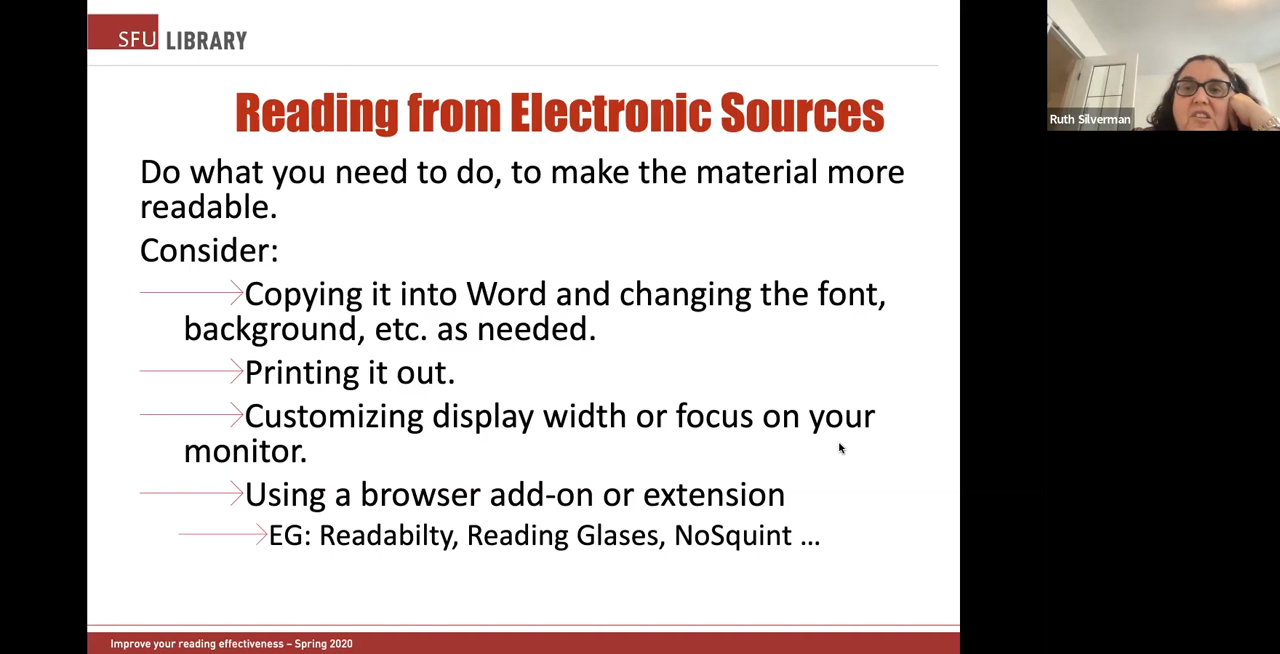 SFU LIBRARY
Reading from Electronic Sources
Ruth Silverman
Do what you need to do, to make the material more
readable.
Consider:
Copying it into Word and changing the font,
background, etc. as needed.
Printing it out.
Customizing display width or focus on your
monitor.
Using a browser add-on or extension
EG: Readabilty, Reading Glases, NoSquint ...
Improve your reading effectiveness – Spring 2020